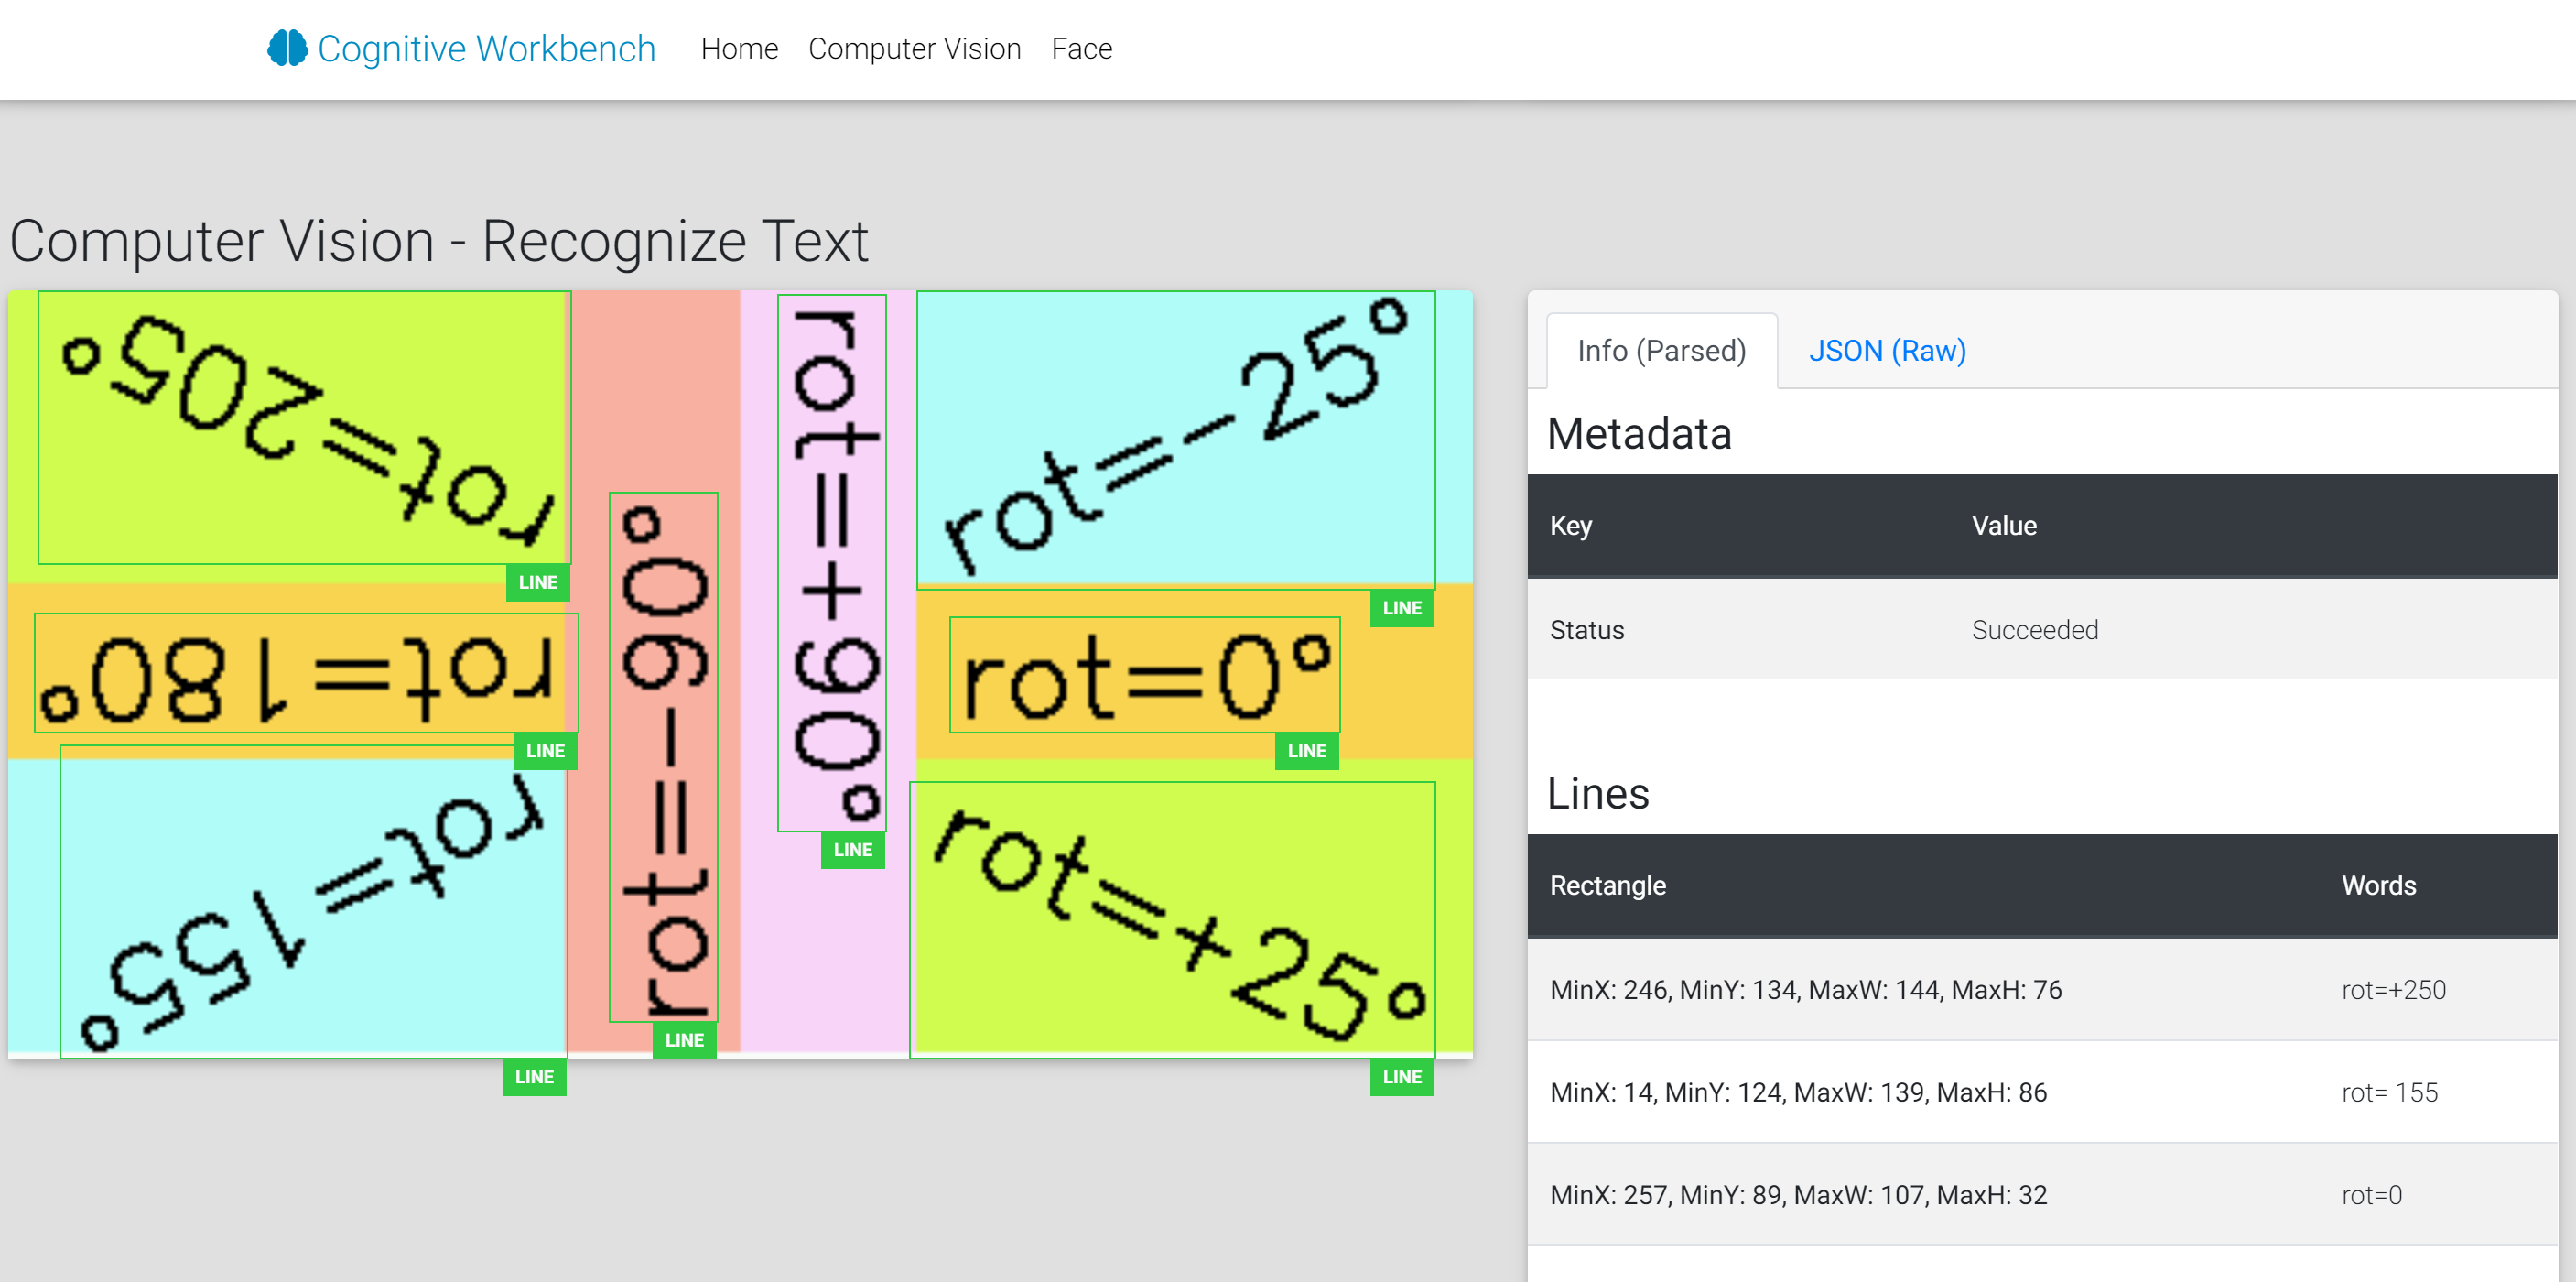 Cognitive Workbench Home Computer Vision Face
Computer Vision - Recognize Text
rot=205°
LINE
rot=180°
LINE
rot=155°
LINE
rot=-90°
LINE
rot=+90°
LINE
rot=-25°
LINE
rot=0°
LINE
rot=+25°
LINE
Info (Parsed) JSON (Raw)
Metadata
Key Value
Status Succeeded
Lines
Rectangle Words
MinX: 246, MinY: 134, MaxW: 144, MaxH: 76 rot=+250
MinX: 14, MinY: 124, MaxW: 139, MaxH: 86 rot= 155
MinX: 257, MinY: 89, MaxW: 107, MaxH: 32 rot=0